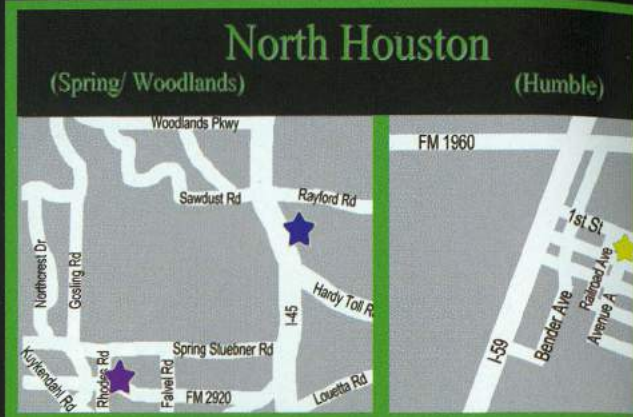 North Houston
(Spring/ Woodlands)
(Humble)
Woodlands Pkwy
Sawdust Rd
Rayford Rd
Northcrest Dr
Gosling Rd
I-45
Hardy Toll R
Spring Sluebner Rd
Kuykendehl Rd
Rhodes Rd
Falvel Rd
FM 2920
Louetta Rd
FM 1960
1st St
Railroad Ave
Avenue A
Bender Ave
I-59